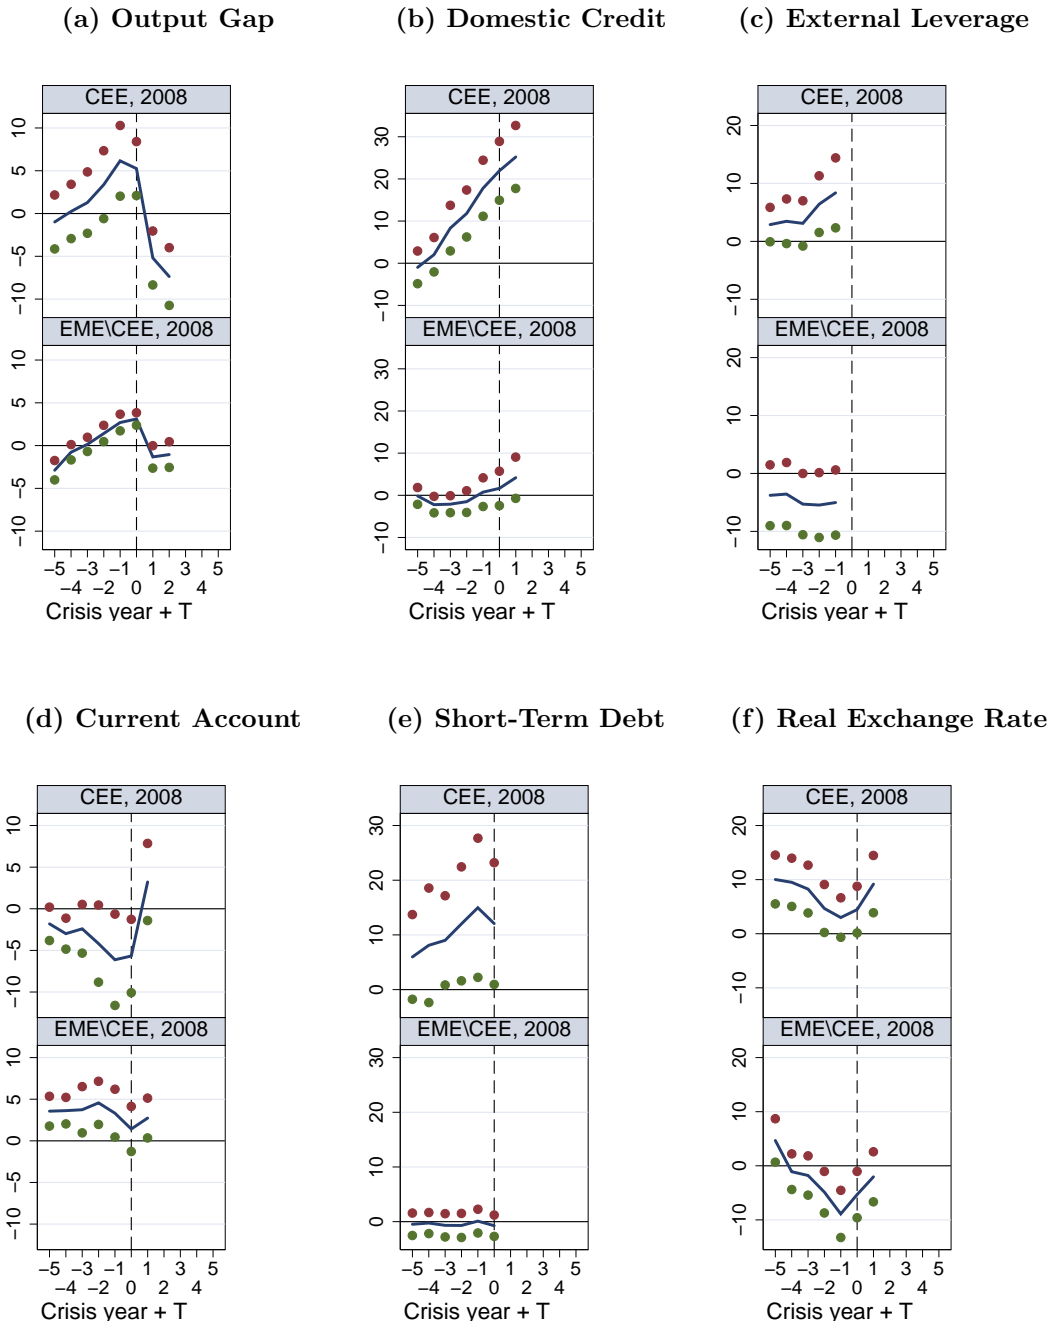 (a) Output Gap
(b) Domestic Credit
(c) External Leverage
CEE, 2008
CEE, 2008
CEE, 2008
10
5
0
−5
−10
30
20
10
0
−10
20
10
0
−10
EME\CEE, 2008
EME\CEE, 2008
EME\CEE, 2008
10
5
0
−5
−10
30
20
10
0
−10
20
10
0
−10
−5 −3 −1 1 3 5
−4 −2 0 2 4
Crisis year + T
−5 −3 −1 1 3 5
−4 −2 0 2 4
Crisis year + T
−5 −3 −1 1 3 5
−4 −2 0 2 4
Crisis year + T
(d) Current Account
(e) Short-Term Debt
(f) Real Exchange Rate
CEE, 2008
CEE, 2008
CEE, 2008
10
5
0
−5
−10
30
20
10
0
20
10
0
−10
EME\CEE, 2008
EME\CEE, 2008
EME\CEE, 2008
10
5
0
−5
−10
30
20
10
0
20
10
0
−10
−5 −3 −1 1 3 5
−4 −2 0 2 4
Crisis year + T
−5 −3 −1 1 3 5
−4 −2 0 2 4
Crisis year + T
−5 −3 −1 1 3 5
−4 −2 0 2 4
Crisis year + T